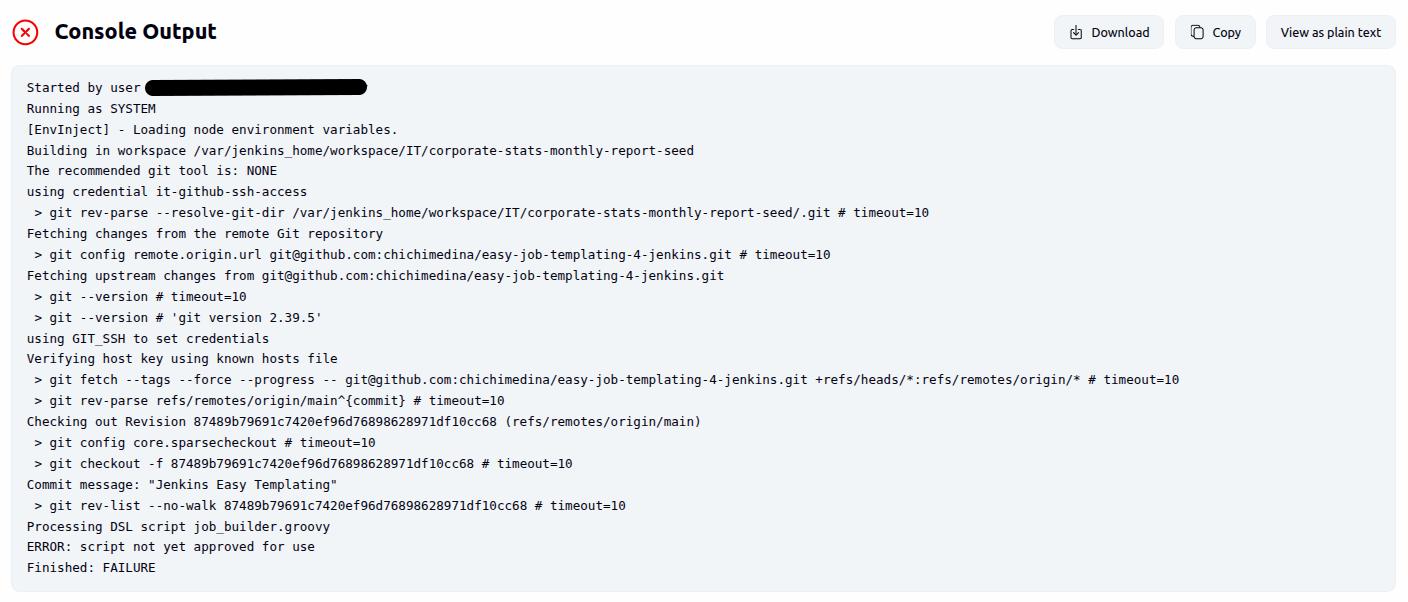 Console Output
Download
Copy
View as plain text
Started by user
Running as SYSTEM
[EnvInject] - Loading node environment variables.
Building in workspace /var/jenkins_home/workspace/IT/corporate-stats-monthly-report-seed
The recommended git tool is: NONE
using credential it-github-ssh-access
 > git rev-parse --resolve-git-dir /var/jenkins_home/workspace/IT/corporate-stats-monthly-report-seed/.git # timeout=10
Fetching changes from the remote Git repository
 > git config remote.origin.url git@github.com:chichimedina/easy-job-templating-4-jenkins.git # timeout=10
Fetching upstream changes from git@github.com:chichimedina/easy-job-templating-4-jenkins.git
 > git --version # timeout=10
 > git --version # 'git version 2.39.5'
using GIT_SSH to set credentials
Verifying host key using known hosts file
 > git fetch --tags --force --progress -- git@github.com:chichimedina/easy-job-templating-4-jenkins.git +refs/heads/*:refs/remotes/origin/* # timeout=10
 > git rev-parse refs/remotes/origin/main^{commit} # timeout=10
Checking out Revision 87489b79691c7420ef96d76898628971df10cc68 (refs/remotes/origin/main)
 > git config core.sparsecheckout # timeout=10
 > git checkout -f 87489b79691c7420ef96d76898628971df10cc68 # timeout=10
Commit message: "Jenkins Easy Templating"
 > git rev-list --no-walk 87489b79691c7420ef96d76898628971df10cc68 # timeout=10
Processing DSL script job_builder.groovy
ERROR: script not yet approved for use
Finished: FAILURE